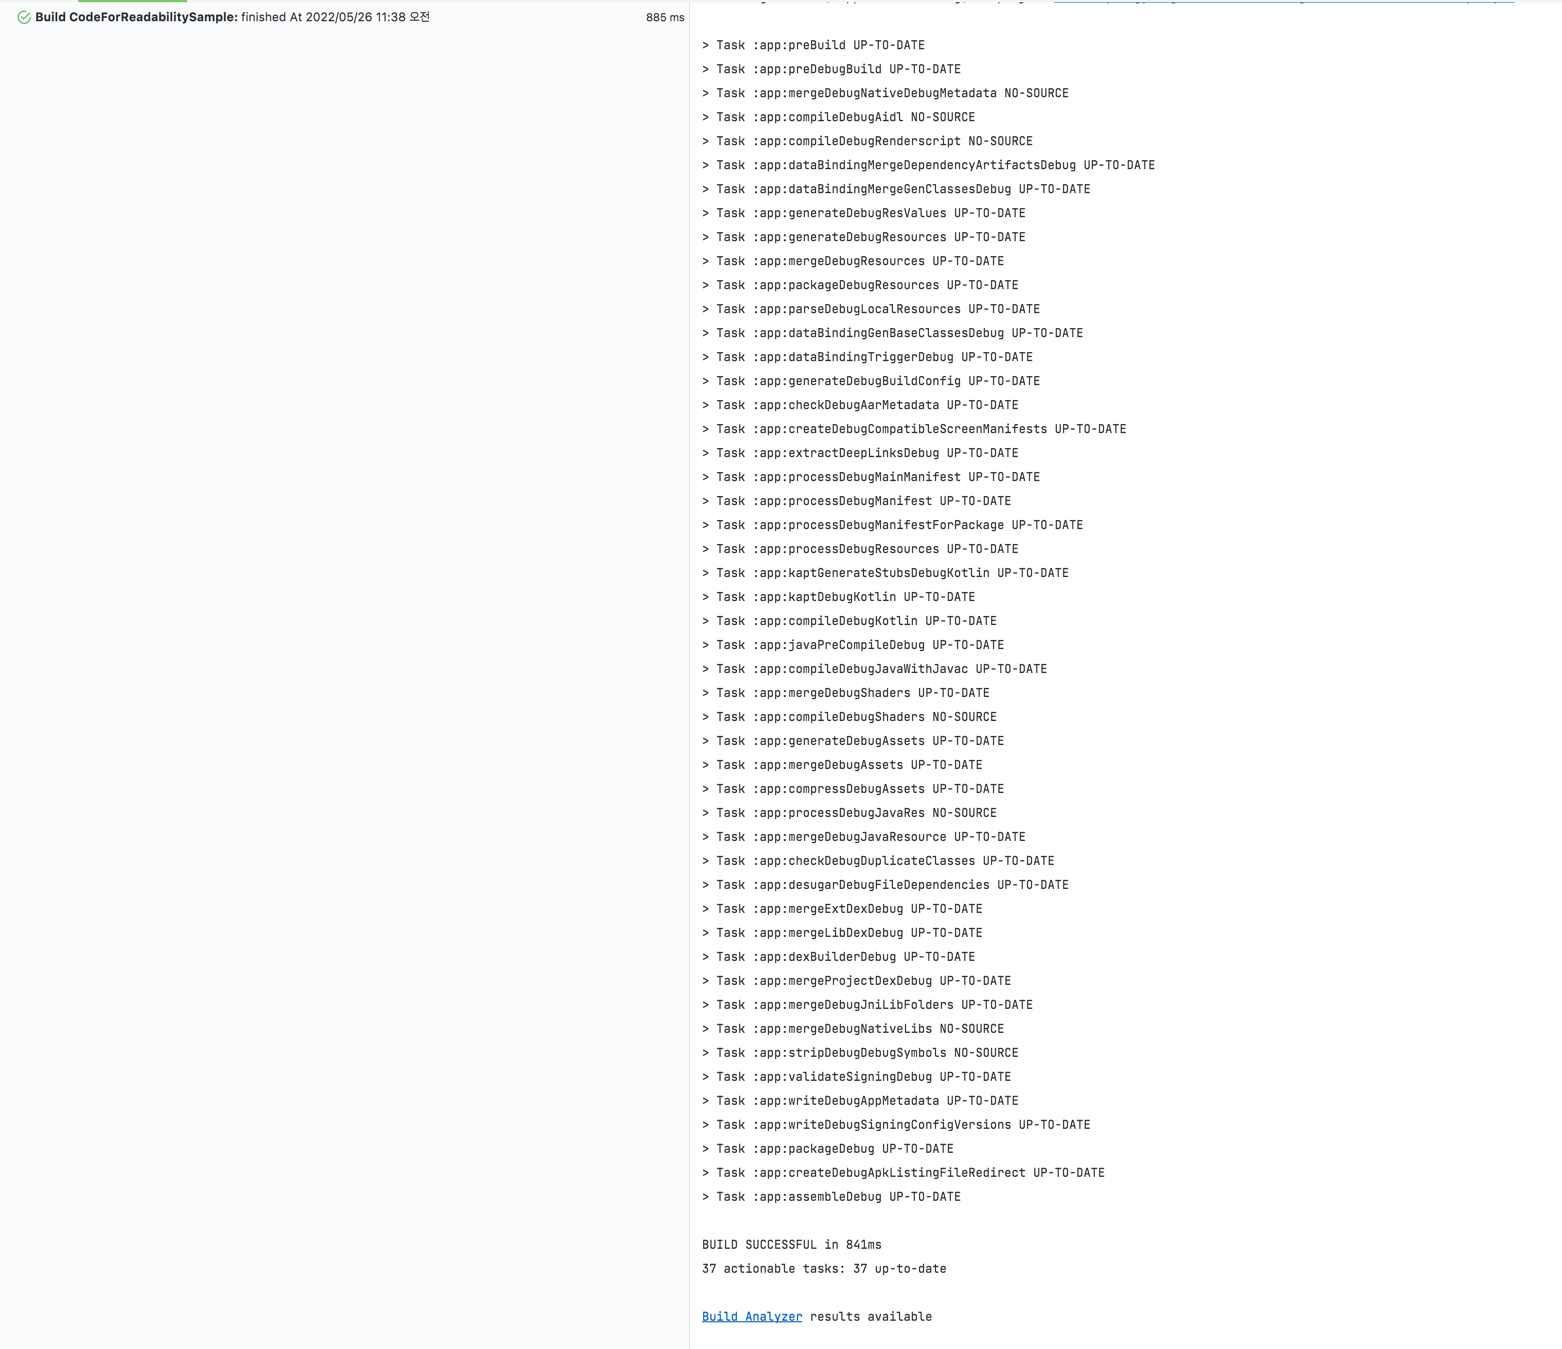 Build CodeForReadabilitySample: finished At 2022/05/26 11:38 오전 885 ms
> Task :app:preBuild UP-TO-DATE
> Task :app:preDebugBuild UP-TO-DATE
> Task :app:mergeDebugNativeDebugMetadata NO-SOURCE
> Task :app:compileDebugAidl NO-SOURCE
> Task :app:compileDebugRenderscript NO-SOURCE
> Task :app:dataBindingMergeDependencyArtifactsDebug UP-TO-DATE
> Task :app:dataBindingMergeGenClassesDebug UP-TO-DATE
> Task :app:generateDebugResValues UP-TO-DATE
> Task :app:generateDebugResources UP-TO-DATE
> Task :app:mergeDebugResources UP-TO-DATE
> Task :app:packageDebugResources UP-TO-DATE
> Task :app:parseDebugLocalResources UP-TO-DATE
> Task :app:dataBindingGenBaseClassesDebug UP-TO-DATE
> Task :app:dataBindingTriggerDebug UP-TO-DATE
> Task :app:generateDebugBuildConfig UP-TO-DATE
> Task :app:checkDebugAarMetadata UP-TO-DATE
> Task :app:createDebugCompatibleScreenManifests UP-TO-DATE
> Task :app:extractDeepLinksDebug UP-TO-DATE
> Task :app:processDebugMainManifest UP-TO-DATE
> Task :app:processDebugManifest UP-TO-DATE
> Task :app:processDebugManifestForPackage UP-TO-DATE
> Task :app:processDebugResources UP-TO-DATE
> Task :app:kaptGenerateStubsDebugKotlin UP-TO-DATE
> Task :app:kaptDebugKotlin UP-TO-DATE
> Task :app:compileDebugKotlin UP-TO-DATE
> Task :app:javaPreCompileDebug UP-TO-DATE
> Task :app:compileDebugJavaWithJavac UP-TO-DATE
> Task :app:mergeDebugShaders UP-TO-DATE
> Task :app:compileDebugShaders NO-SOURCE
> Task :app:generateDebugAssets UP-TO-DATE
> Task :app:mergeDebugAssets UP-TO-DATE
> Task :app:compressDebugAssets UP-TO-DATE
> Task :app:processDebugJavaRes NO-SOURCE
> Task :app:mergeDebugJavaResource UP-TO-DATE
> Task :app:checkDebugDuplicateClasses UP-TO-DATE
> Task :app:desugarDebugFileDependencies UP-TO-DATE
> Task :app:mergeExtDexDebug UP-TO-DATE
> Task :app:mergeLibDexDebug UP-TO-DATE
> Task :app:dexBuilderDebug UP-TO-DATE
> Task :app:mergeProjectDexDebug UP-TO-DATE
> Task :app:mergeDebugJniLibFolders UP-TO-DATE
> Task :app:mergeDebugNativeLibs NO-SOURCE
> Task :app:stripDebugDebugSymbols NO-SOURCE
> Task :app:validateSigningDebug UP-TO-DATE
> Task :app:writeDebugAppMetadata UP-TO-DATE
> Task :app:writeDebugSigningConfigVersions UP-TO-DATE
> Task :app:packageDebug UP-TO-DATE
> Task :app:createDebugApkListingFileRedirect UP-TO-DATE
> Task :app:assembleDebug UP-TO-DATE
BUILD SUCCESSFUL in 841ms
37 actionable tasks: 37 up-to-date
Build Analyzer results available